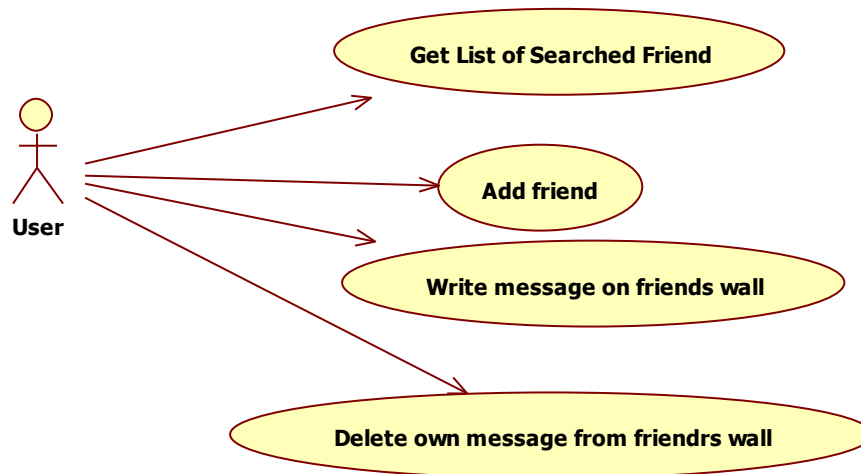 Get List of Searched Friend
Add friend
User
Write message on friends wall
Delete own message from friendrs wall